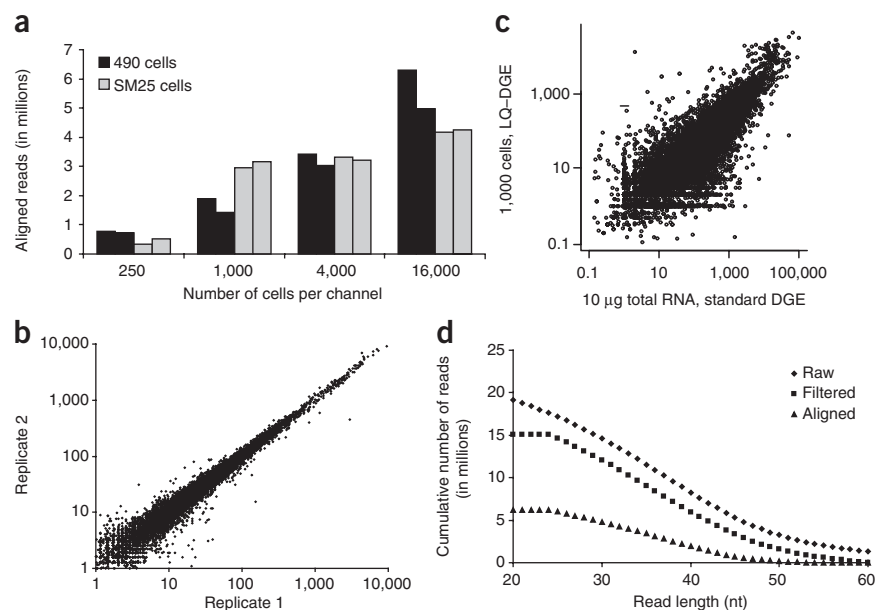 a
Aligned reads (in millions)
7
6
5
4
3
2
1
0
490 cells
SM25 cells
250 1,000 4,000 16,000
Number of cells per channel
c
1,000 cells, LQ–DGE
1,000
10
0.1
0.1 10 1,000 100,000
10 µg total RNA, standard DGE
b
Replicate 2
10,000
1,000
100
10
1
1 10 100 1,000 10,000
Replicate 1
d
Cumulative number of reads
(in millions)
25
20
15
10
5
0
Raw
Filtered
Aligned
20 30 40 50 60
Read length (nt)